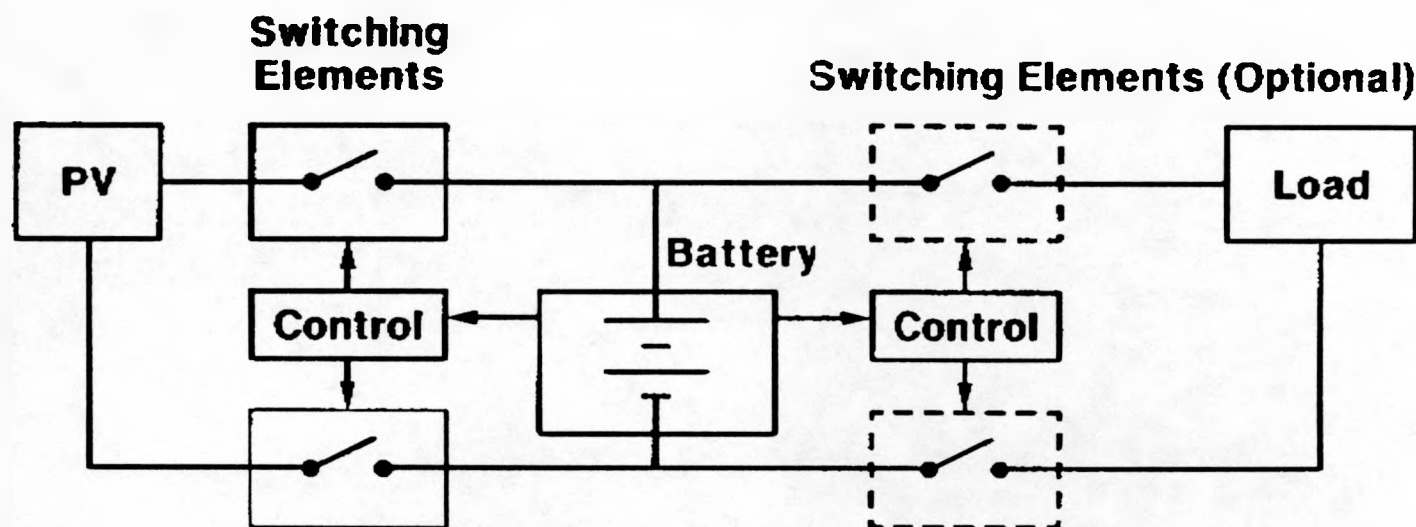 Switching
Elements
Switching Elements (Optional)
PV
Load
Battery
Control
Control